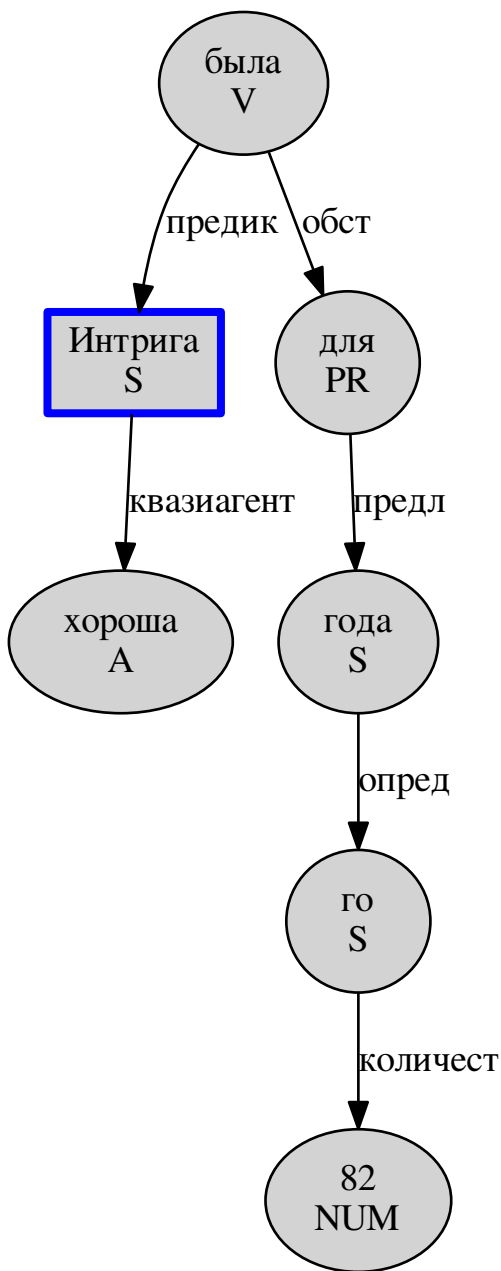 была
V
предик
обст
Интрига
S
для
PR
квазиагент
предл
хороша
A
года
S
опред
го
S
количест
82
NUM